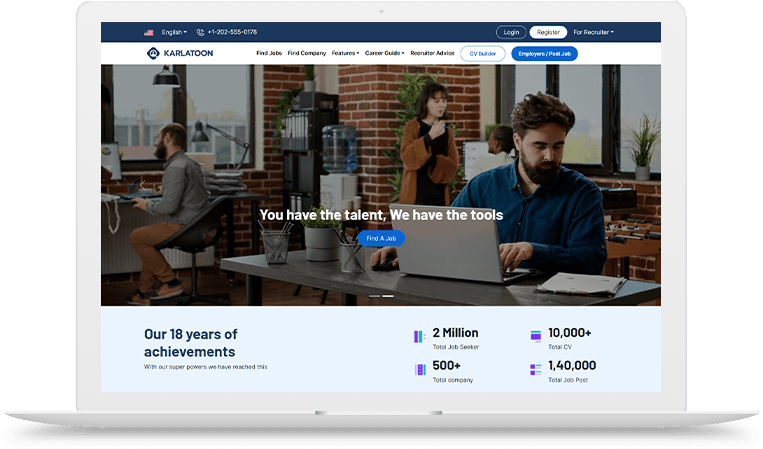 English
+1-202-555-0178
Login
Register
For Recruiter
KARLATOON
Find Jobs
Find Company
Features
Career Guide
Recruiter Advice
CV Builder
Employers / Post Job
You have the talent, We have the tools
Find A Job
Our 18 years of
achievements
With our super powers we have reached this
2 Million
Total Job Seeker
10,000+
Total CV
500+
Total company
1,40,000
Total Job Post